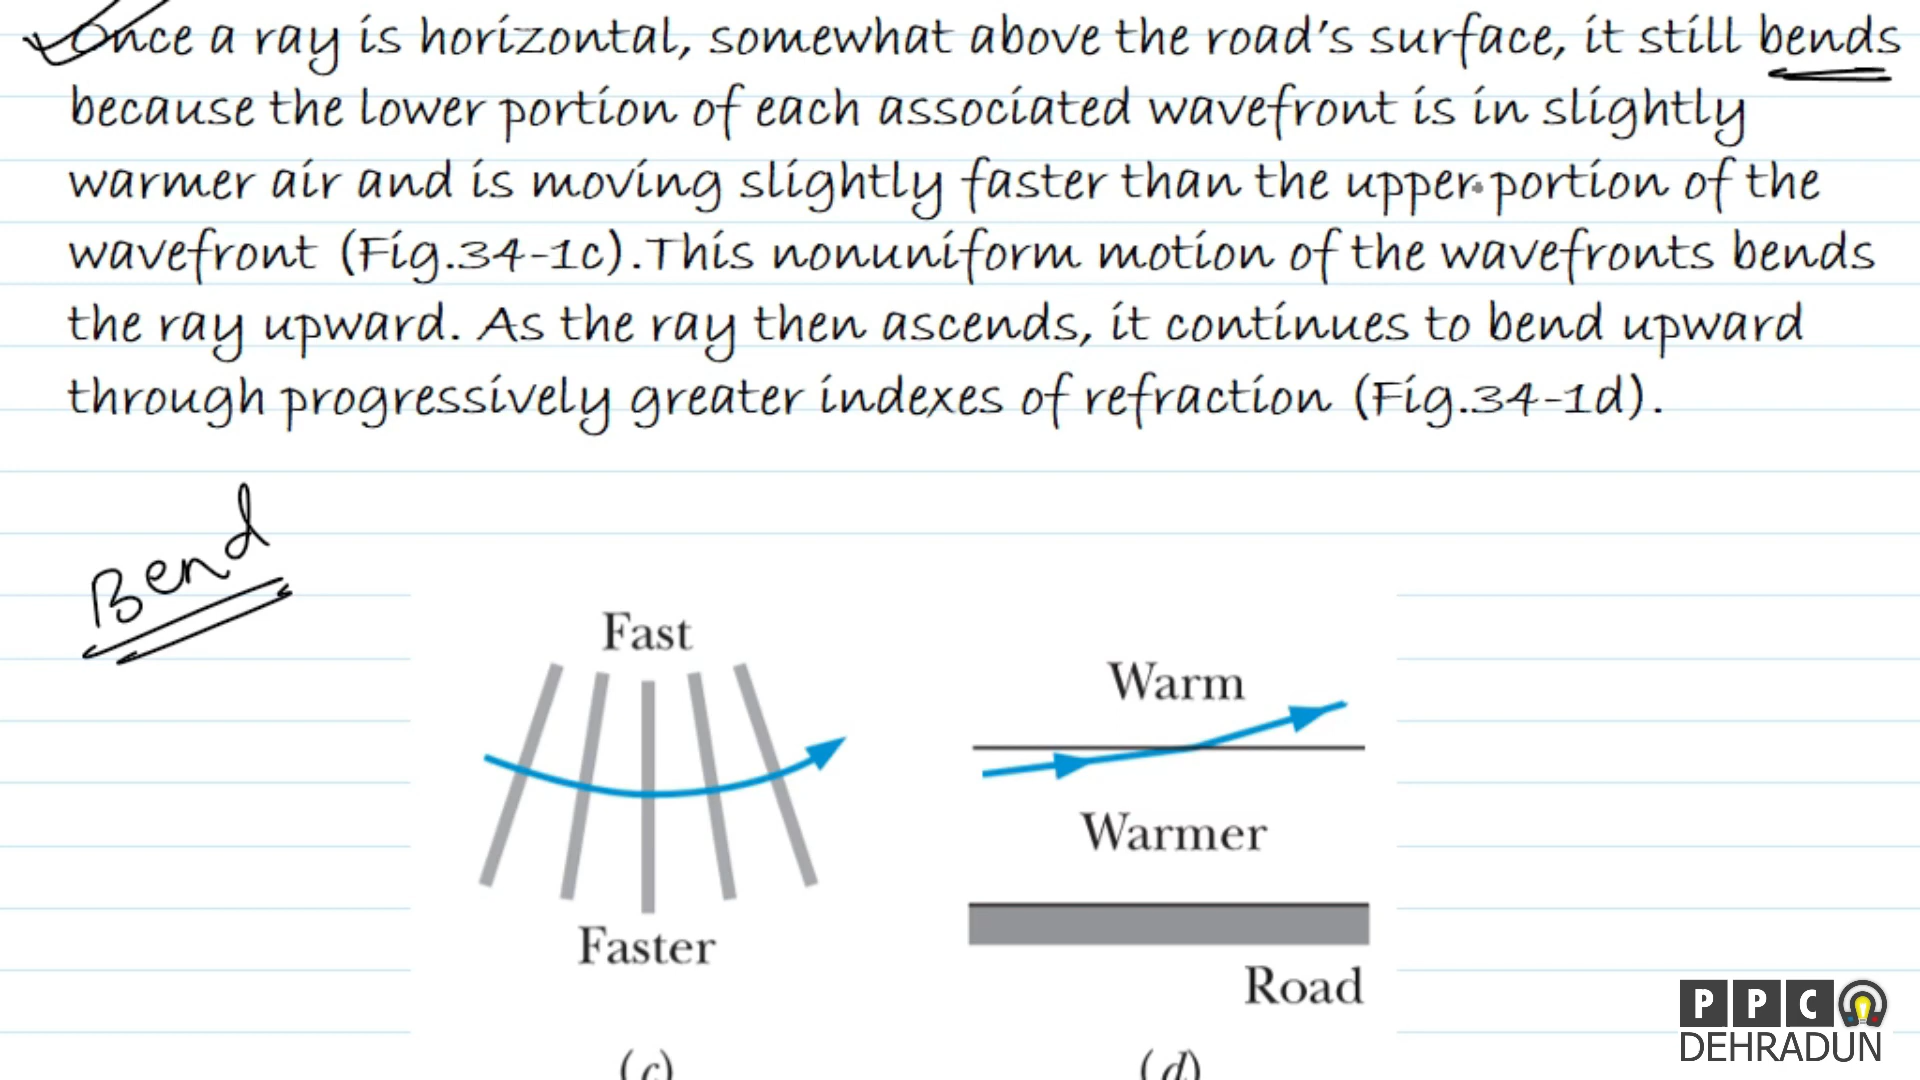 Once a ray is horizontal, somewhat above the road's surface, it still bends
because the lower portion of each associated wavefront is in slightly
warmer air and is moving slightly faster than the upper portion of the
wavefront (Fig.34-1c).This nonuniform motion of the wavefronts bends
the ray upward. As the ray then ascends, it continues to bend upward
through progressively greater indexes of refraction (Fig.34-1d).
Bend
Fast
Faster
(c)
Warm
Warmer
Road
(d)
PPC
DEHRADUN